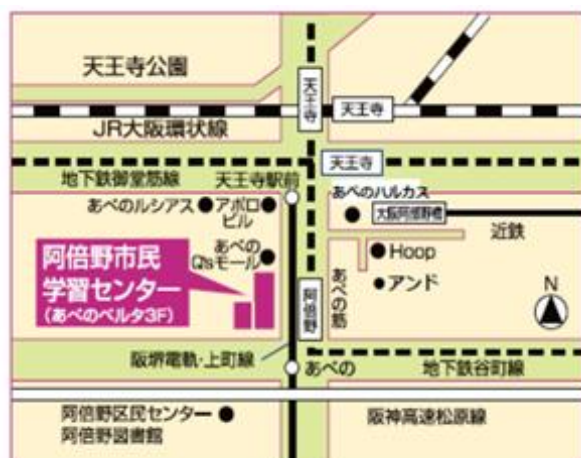 天王寺公園
天王寺
天王寺
JR大阪環状線
天王寺
地下鉄御堂筋線
天王寺駅前
あべのルシアス
アポロ
ビル
あべのハルカス
大阪阿部野橋
近鉄
あべの
Q'sモール
Hoop
アンド
阿倍野市民
学習センター
(あべのベルタ3F)
阿倍野
あべの筋
N
阪堺電軌・上町線
あべの
地下鉄谷町線
阿倍野区民センター
阿倍野図書館
阪神高速松原線